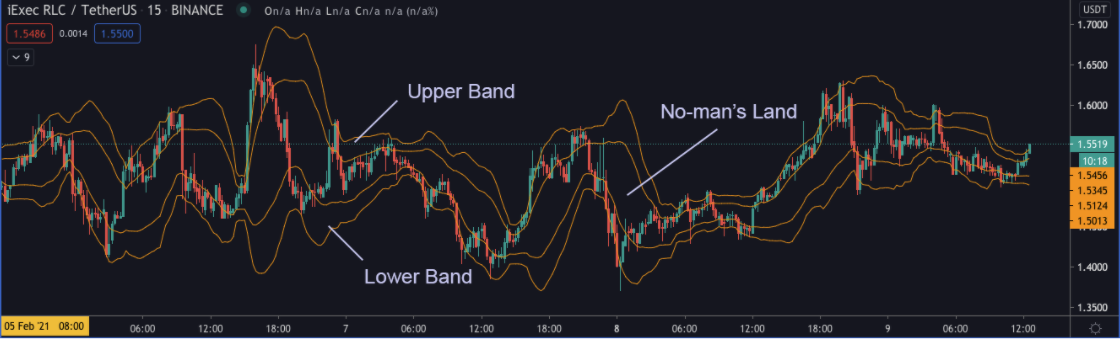 iExec RLC / TetherUS · 15 · BINANCE On/a Hn/a Ln/a Cn/a n/a (n/a%)
USDT
1.5486 0.0014 1.5500
9
1.7000
1.6500
1.6000
1.5519
10:18
1.5456
1.5345
1.5124
1.5013
1.4000
1.3500
Upper Band
No-man's Land
Lower Band
05 Feb '21 08:00 06:00 12:00 18:00 7 06:00 12:00 18:00 8 06:00 12:00 18:00 9 06:00 12:00